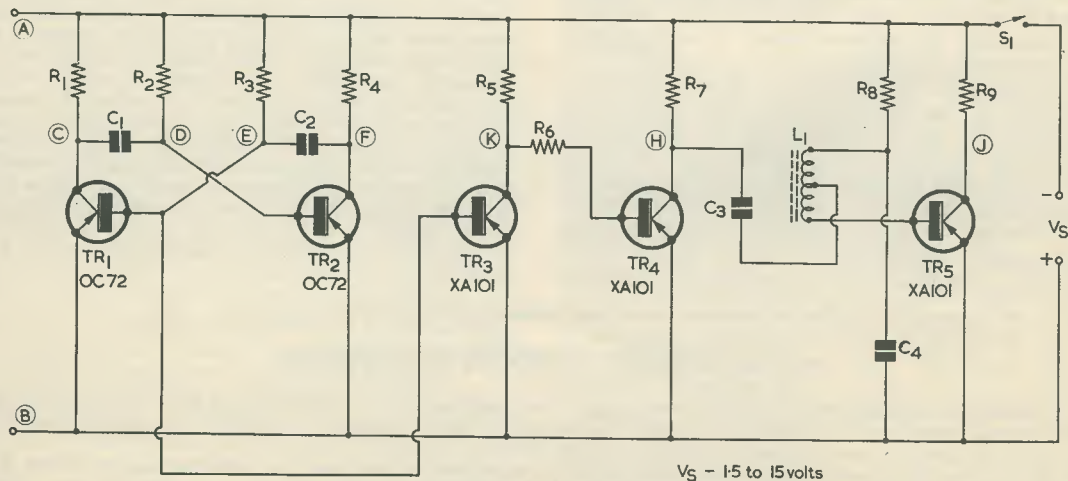 A
R1
R2
R3
R4
R5
R6
R7
R8
R9
S1
C
C1
D
E
C2
F
K
H
L1
J
C3
- 
VS
+
TR1
OC72
TR2
OC72
TR3
XA101
TR4
XA101
TR5
XA101
C4
B
VS - 1·5 to 15 volts